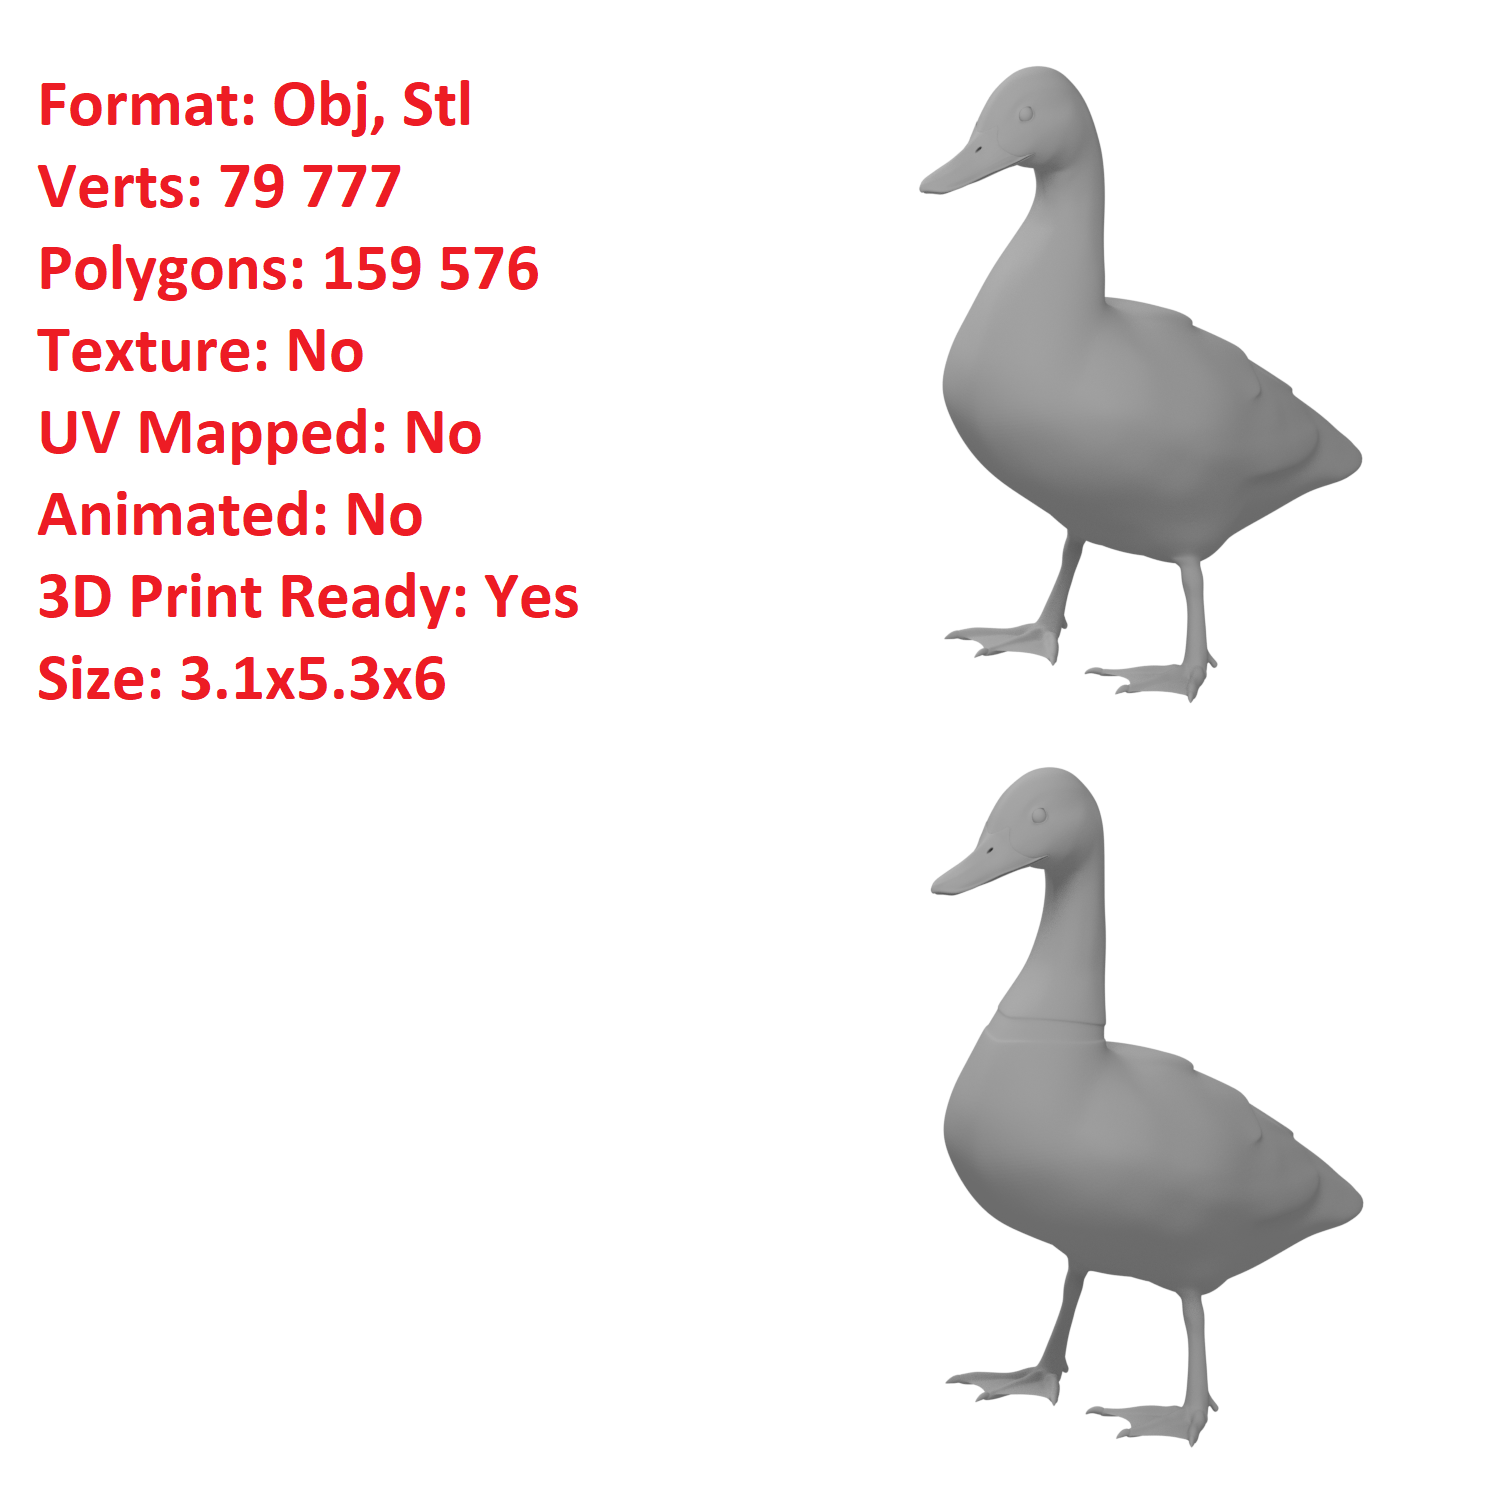 Format: Obj, Stl
Verts: 79 777
Polygons: 159 576
Texture: No
UV Mapped: No
Animated: No
3D Print Ready: Yes
Size: 3.1x5.3x6